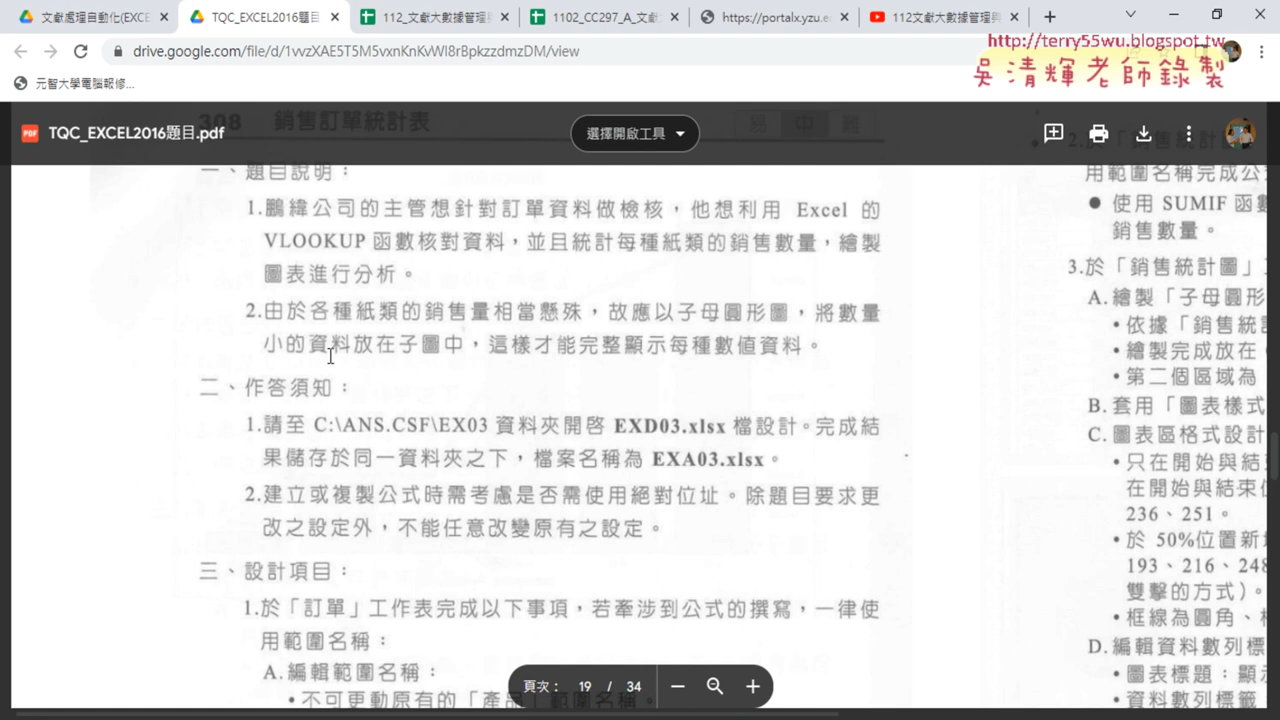 文獻處理自動化(EXCE
TQC_EXCEL2016題目
112_文獻大數據管理
1102_CC297_A_文獻
https://portalx.yzu.e
112文獻大數據管理與
drive.google.com/file/d/1vvzXAE5T5M5vxnKnKvWl8rBpkzzdmzDM/view
http://terry55wu.blogspot.tw
吳清輝老師錄製
元智大學電腦報修...
TQC_EXCEL2016題目.pdf
選擇開啟工具
308 銷售訂單統計表
易 中 難
一、題目說明：
1.鵬緯公司的主管想針對訂單資料做檢核，他想利用 Excel 的
VLOOKUP 函數核對資料，並且統計每種紙類的銷售數量，繪製
圖表進行分析。
2.由於各種紙類的銷售量相當懸殊，故應以子母圓形圖，將數量
小的資料放在子圖中，這樣才能完整顯示每種數值資料。
二、作答須知：
1.請至 C:\ANS.CSF\EX03 資料夾開啓 EXD03.xlsx 檔設計。完成結
果儲存於同一資料夾之下，檔案名稱為 EXA03.xlsx。
2.建立或複製公式時需考慮是否需使用絕對位址。除題目要求更
改之設定外，不能任意改變原有之設定。
三、設計項目：
1.於「訂單」工作表完成以下事項，若牽涉到公式的撰寫，一律使
用範圍名稱：
A.編輯範圍名稱：
•不可更動原有的「產品」範圍名稱。
用範圍名稱完成公
● 使用 SUMIF 函數
銷售數量。
3.於「銷售統計圖」工
A.繪製「子母圓形
•依據「銷售統計
•繪製完成放在
•第二個區域為
B.套用「圖表樣式
C.圖表區格式設計
•只在開始與結束
在開始與結束位
236、251。
•於 50%位置新增
193、216、248
雙擊的方式)。
•框線為圓角、
D.編輯資料數列標
•圖表標題：顯示
•資料數列標籤
頁次： 19 / 34